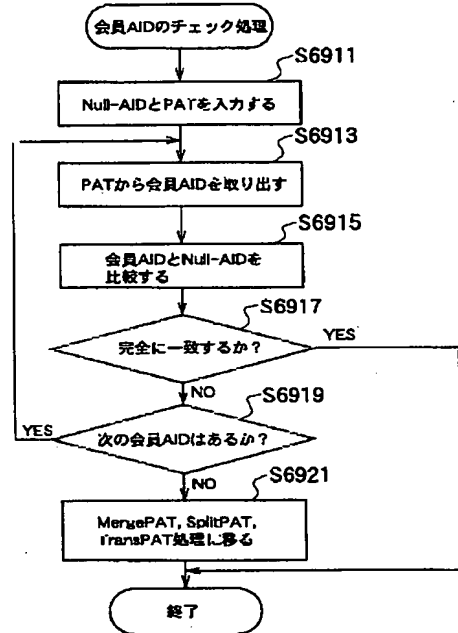 会員AIDのチェック処理
S6911
Null-AIDとPATを入力する
S6913
PATから会員AIDを取り出す
S6915
会員AIDとNull-AIDを
比較する
S6917
完全に一致するか？
YES
NO
S6919
YES
次の会員AIDはあるか？
NO
S6921
MergePAT, SplitPAT,
TransPAT処理に移る
終了